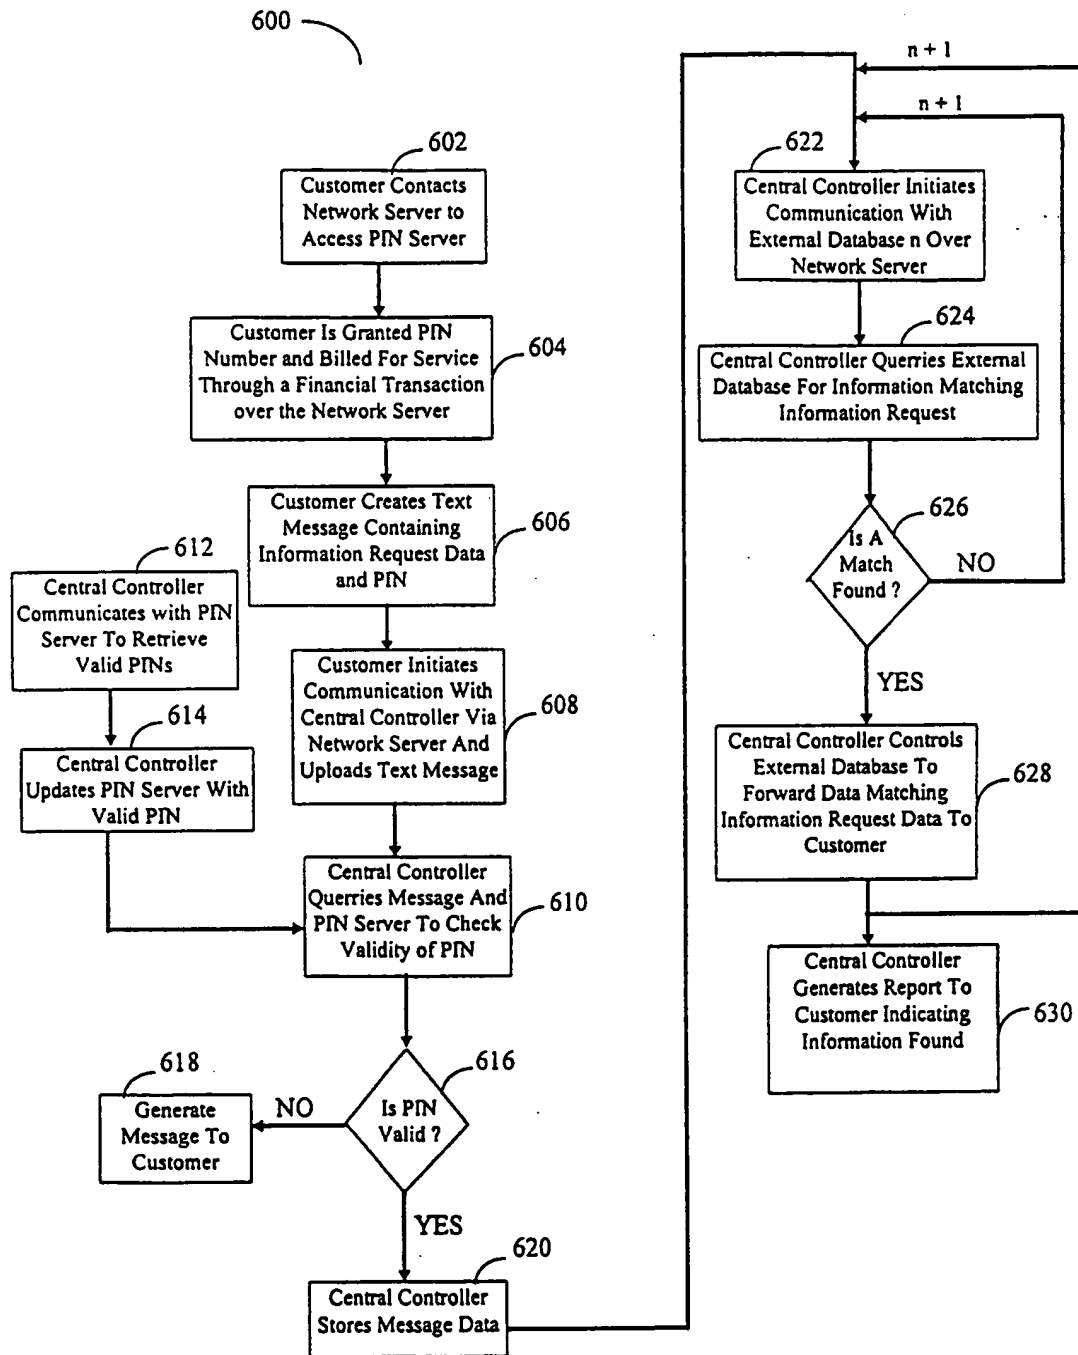 600
602
Customer Contacts
Network Server to
Access PIN Server
Customer Is Granted PIN
Number and Billed For Service
Through a Financial Transaction
over the Network Server
604
Customer Creates Text
Message Containing
Information Request Data
and PIN
606
612
Central Controller
Communicates with PIN
Server To Retrieve
Valid PINs
614
Central Controller
Updates PIN Server With
Valid PIN
Customer Initiates
Communication With
Central Controller Via
Network Server And
Uploads Text Message
608
Central Controller
Querries Message And
PIN Server To Check
Validity of PIN
610
616
Is PIN
Valid ?
NO
618
Generate
Message To
Customer
YES
620
Central Controller
Stores Message Data
n + 1
n + 1
622
Central Controller Initiates
Communication With
External Database n Over
Network Server
624
Central Controller Querries External
Database For Information Matching
Information Request
626
Is A
Match
Found ?
NO
YES
Central Controller Controls
External Database To
Forward Data Matching
Information Request Data To
Customer
628
Central Controller
Generates Report To
Customer Indicating
Information Found
630